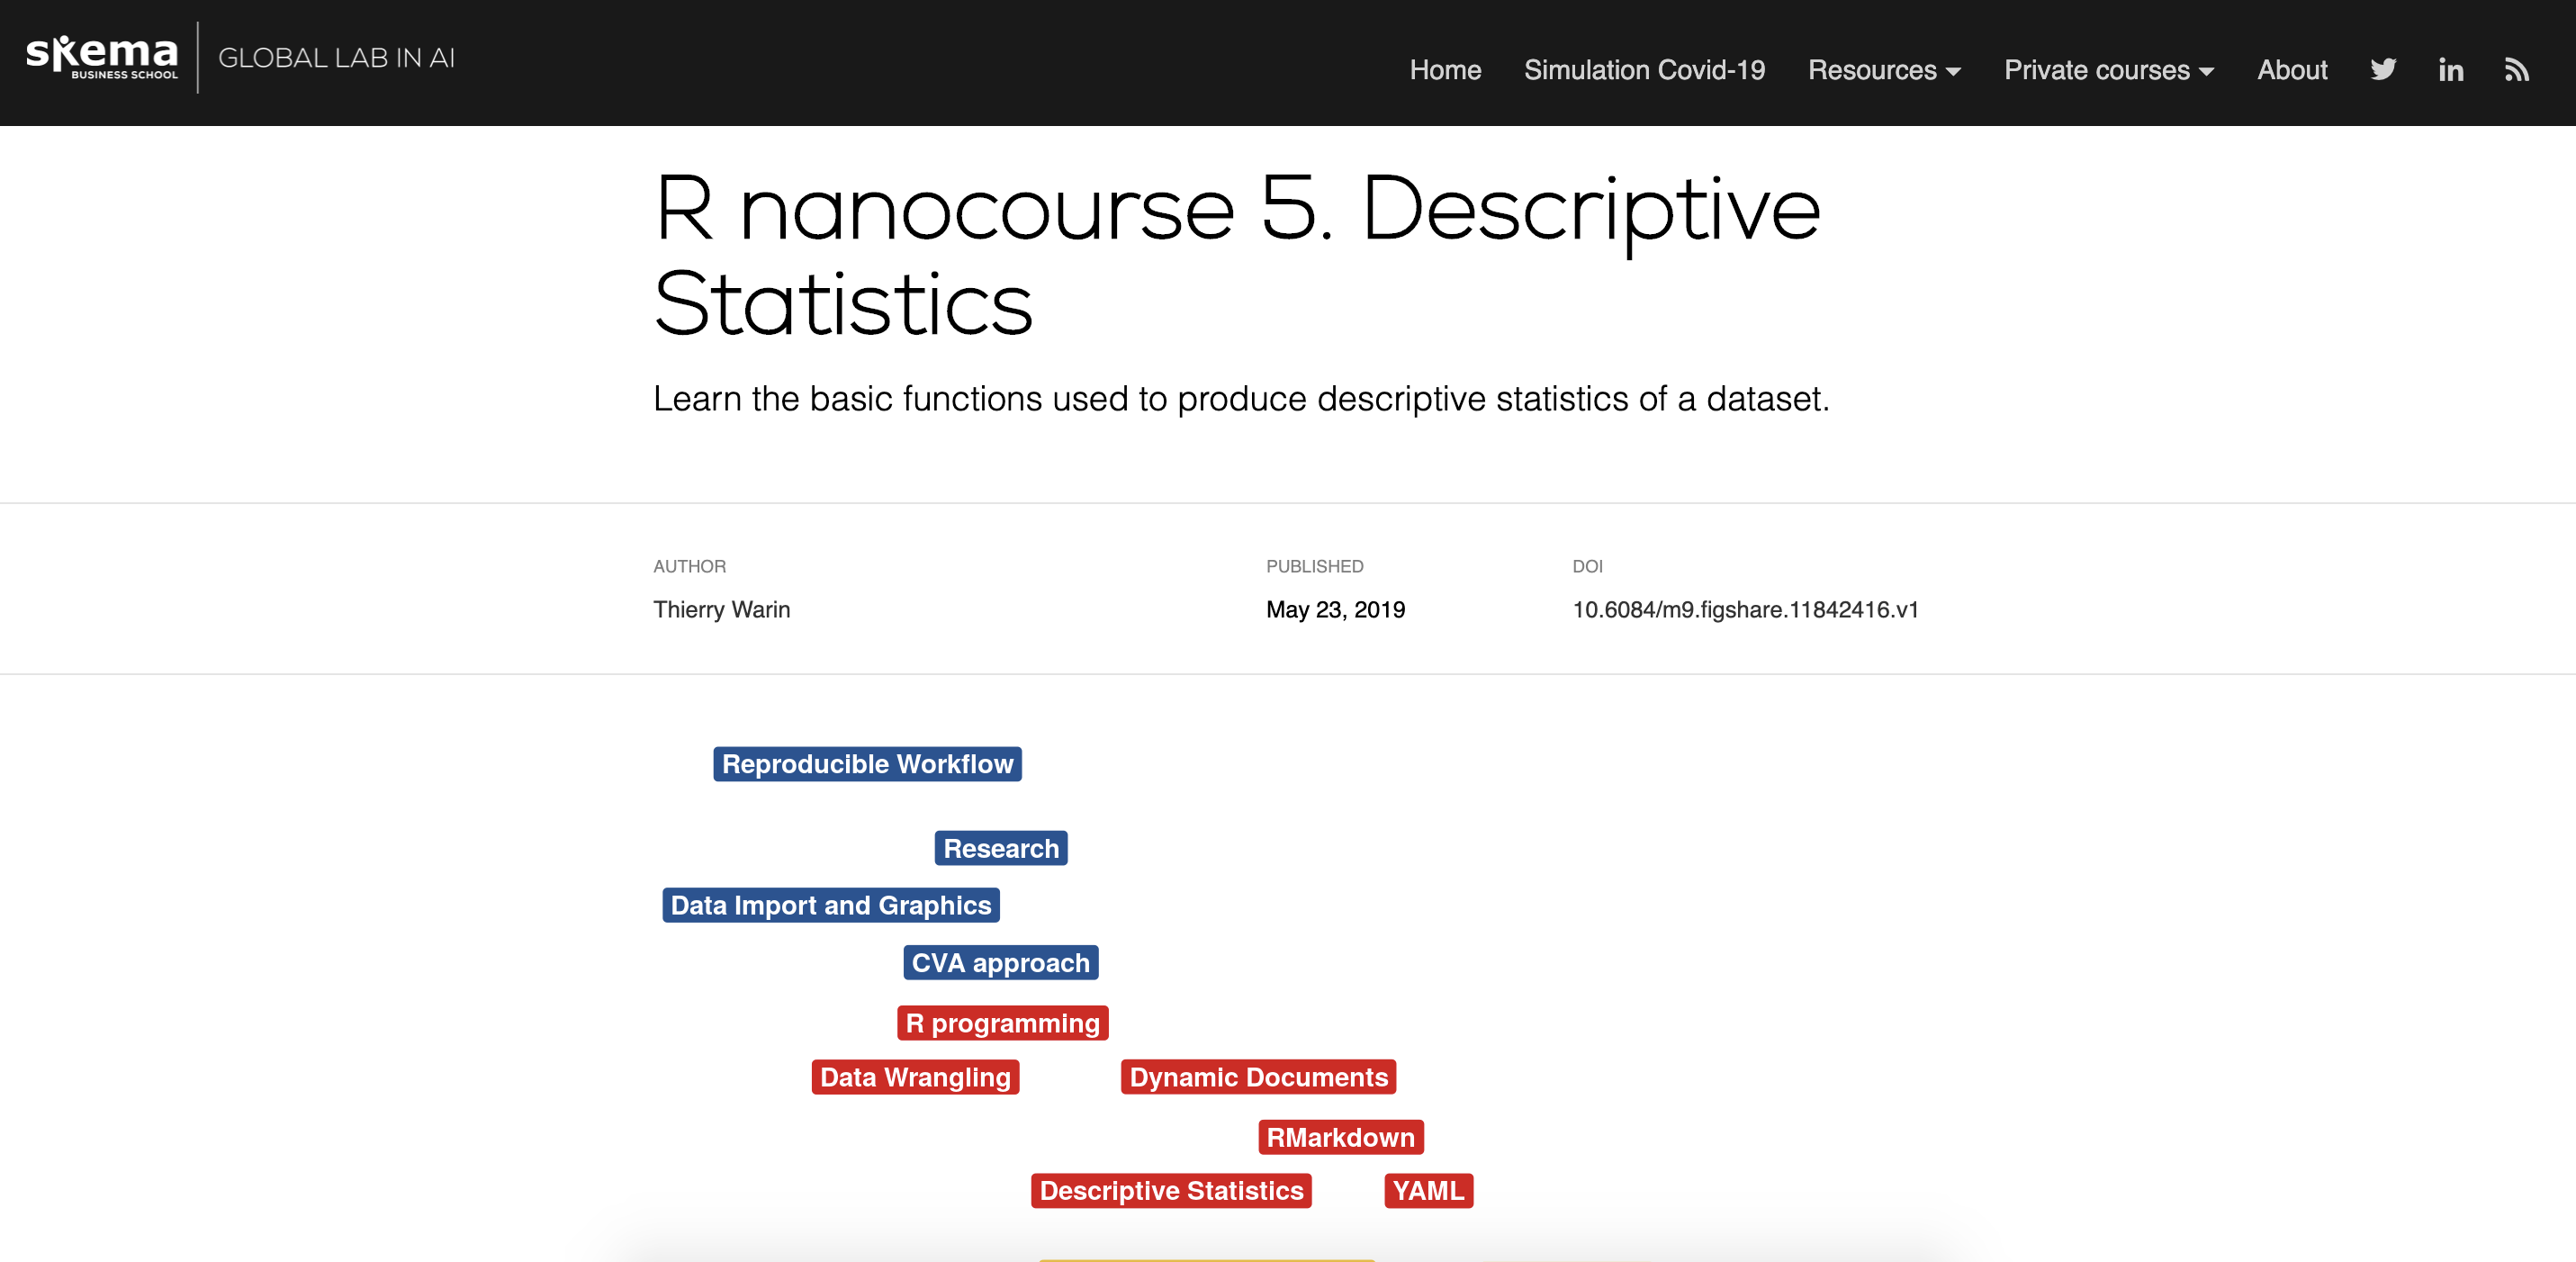 skema
BUSINESS SCHOOL
GLOBAL LAB IN AI
Home Simulation Covid-19 Resources Private courses About
R nanocourse 5. Descriptive
Statistics
Learn the basic functions used to produce descriptive statistics of a dataset.
AUTHOR PUBLISHED DOI
Thierry Warin May 23, 2019 10.6084/m9.figshare.11842416.v1
Reproducible Workflow
Research
Data Import and Graphics
CVA approach
R programming
Data Wrangling Dynamic Documents
RMarkdown
Descriptive Statistics YAML